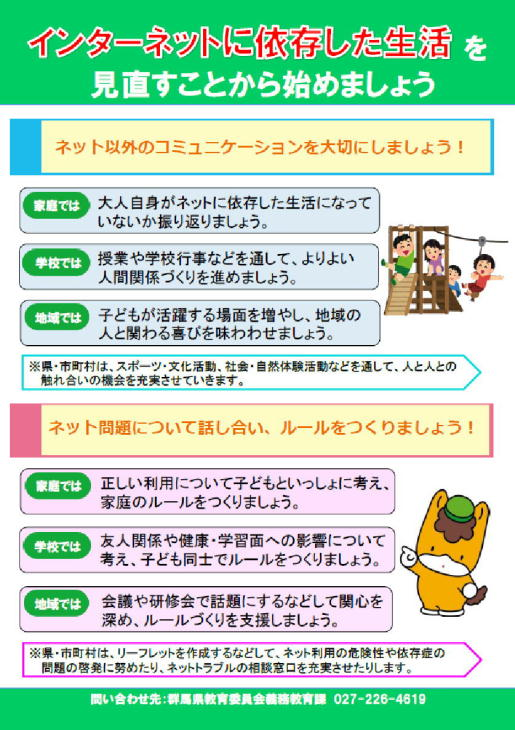 インターネットに依存した生活を
見直すことから始めましょう
ネット以外のコミュニケーションを大切にしましょう！
家庭では
大人自身がネットに依存した生活になって
いないか振り返りましょう。
学校では
授業や学校行事などを通して、よりよい
人間関係づくりを進めましょう。
地域では
子どもが活躍する場面を増やし、地域の
人と関わる喜びを味わわせましょう。
※県・市町村は、スポーツ・文化活動、社会・自然体験活動などを通して、人と人との
触れ合いの機会を充実させていきます。
ネット問題について話し合い、ルールをつくりましょう！
家庭では
正しい利用について子どもといっしょに考え、
家庭のルールをつくりましょう。
学校では
友人関係や健康・学習面への影響について
考え、子ども同士でルールをつくりましょう。
地域では
会議や研修会で話題にするなどして関心を
深め、ルールづくりを支援しましょう。
※県・市町村は、リーフレットを作成するなどして、ネット利用の危険性や依存症の
問題の啓発に努めたり、ネットトラブルの相談窓口を充実させたりします。
問い合わせ先：群馬県教育委員会義務教育課 027-226-4619